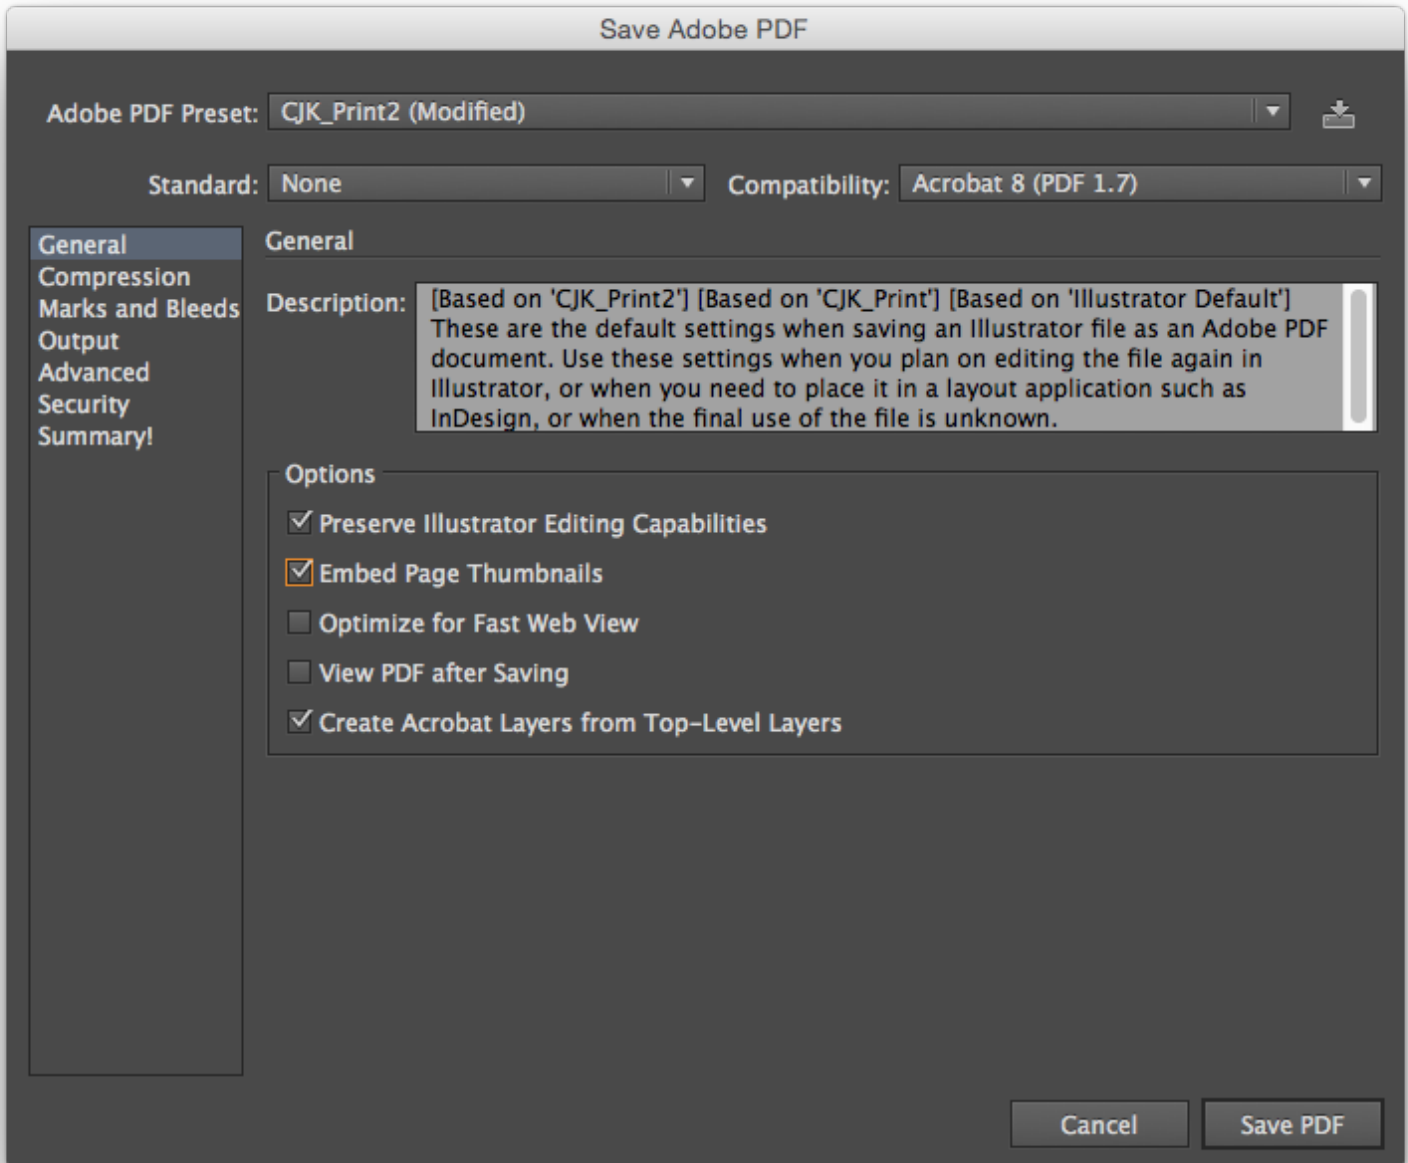 Save Adobe PDF
Adobe PDF Preset: CJK_Print2 (Modified)
Standard: None Compatibility: Acrobat 8 (PDF 1.7)
General
Compression
Marks and Bleeds
Output
Advanced
Security
Summary!
General
Description: [Based on 'CJK_Print2'] [Based on 'CJK_Print'] [Based on 'Illustrator Default']
These are the default settings when saving an Illustrator file as an Adobe PDF
document. Use these settings when you plan on editing the file again in
Illustrator, or when you need to place it in a layout application such as
InDesign, or when the final use of the file is unknown.
Options
Preserve Illustrator Editing Capabilities
Embed Page Thumbnails
Optimize for Fast Web View
View PDF after Saving
Create Acrobat Layers from Top-Level Layers
Cancel Save PDF